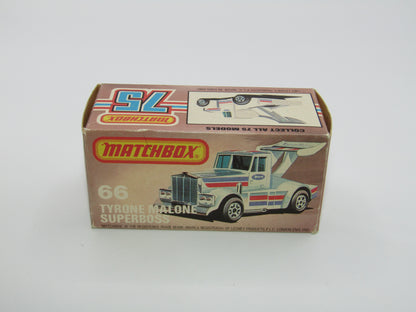 MATCHBOX
75
COLLECT ALL 75 MODELS
MATCHBOX
66
TYRONE MALONE
SUPERBOSS